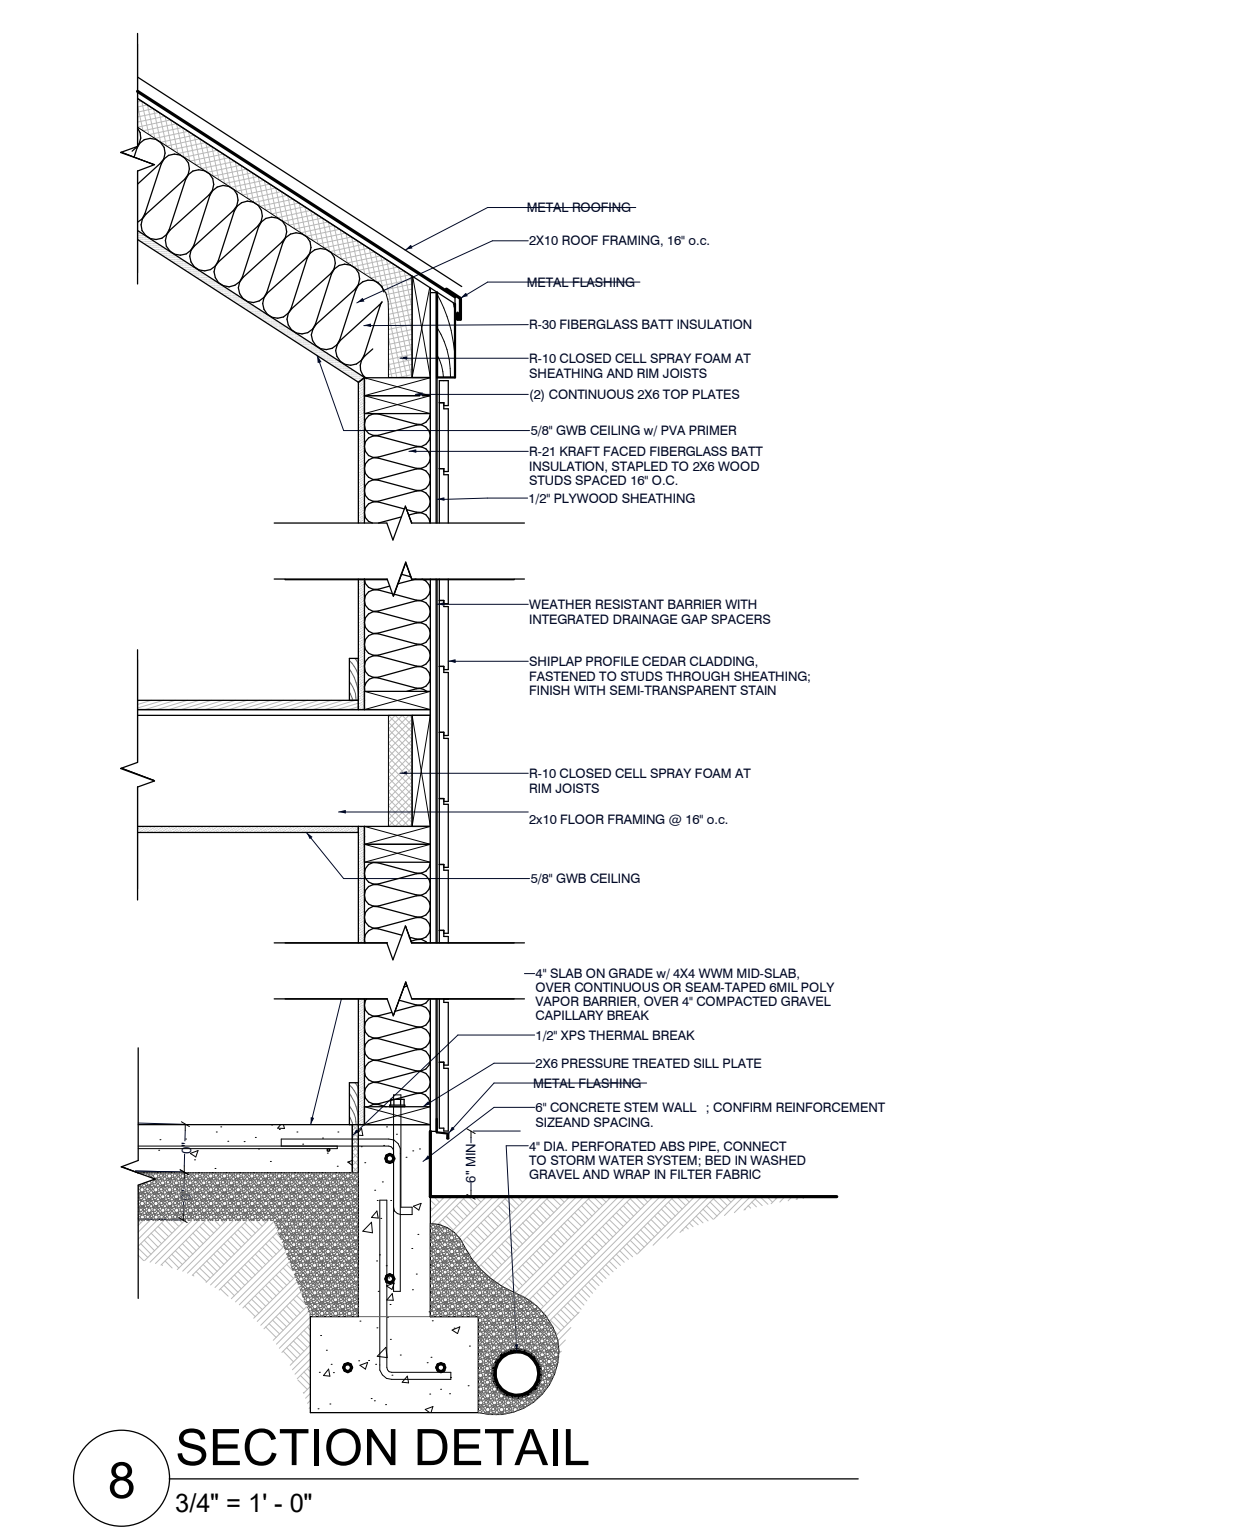 METAL ROOFING
2X10 ROOF FRAMING, 16" o.c.
METAL FLASHING
R-30 FIBERGLASS BATT INSULATION
R-10 CLOSED CELL SPRAY FOAM AT
SHEATHING AND RIM JOISTS
(2) CONTINUOUS 2X6 TOP PLATES
5/8" GWB CEILING w/ PVA PRIMER
R-21 KRAFT FACED FIBERGLASS BATT
INSULATION, STAPLED TO 2X6 WOOD
STUDS SPACED 16" O.C.
1/2" PLYWOOD SHEATHING
WEATHER RESISTANT BARRIER WITH
INTEGRATED DRAINAGE GAP SPACERS
SHIPLAP PROFILE CEDAR CLADDING,
FASTENED TO STUDS THROUGH SHEATHING;
FINISH WITH SEMI-TRANSPARENT STAIN
R-10 CLOSED CELL SPRAY FOAM AT
RIM JOISTS
2x10 FLOOR FRAMING @ 16" o.c.
5/8" GWB CEILING
4" SLAB ON GRADE w/ 4X4 WWM MID-SLAB,
OVER CONTINUOUS OR SEAM-TAPED 6MIL POLY
VAPOR BARRIER, OVER 4" COMPACTED GRAVEL
CAPILLARY BREAK
1/2" XPS THERMAL BREAK
2X6 PRESSURE TREATED SILL PLATE
METAL FLASHING
6" CONCRETE STEM WALL ; CONFIRM REINFORCEMENT
SIZEAND SPACING.
4" DIA. PERFORATED ABS PIPE, CONNECT
TO STORM WATER SYSTEM; BED IN WASHED
GRAVEL AND WRAP IN FILTER FABRIC
6" MIN
8
SECTION DETAIL
3/4" = 1' - 0"